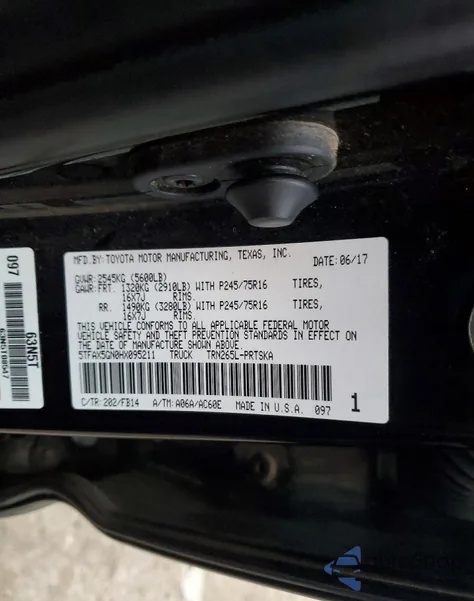 MFD.BY:TOYOTA MOTOR MANUFACTURING, TEXAS, INC. DATE: 06/17
GVWR: 2545KG (5600LB)
GAWR: FRT. 1320KG (2910LB) WITH P245/75R16 TIRES,
16X7J RIMS.
RR. 1490KG (3280LB) WITH P245/75R16 TIRES,
16X7J RIMS.
THIS VEHICLE CONFORMS TO ALL APPLICABLE FEDERAL MOTOR
VEHICLE SAFETY AND THEFT PREVENTION STANDARDS IN EFFECT ON
THE DATE OF MANUFACTURE SHOWN ABOVE.
5TFAX5GN0HX095211 TRUCK TRN265L-PRTSKA
C/TR: 202/FB14 A/TM: A06A/AC60E MADE IN U.S.A. 097 1
097
63NST